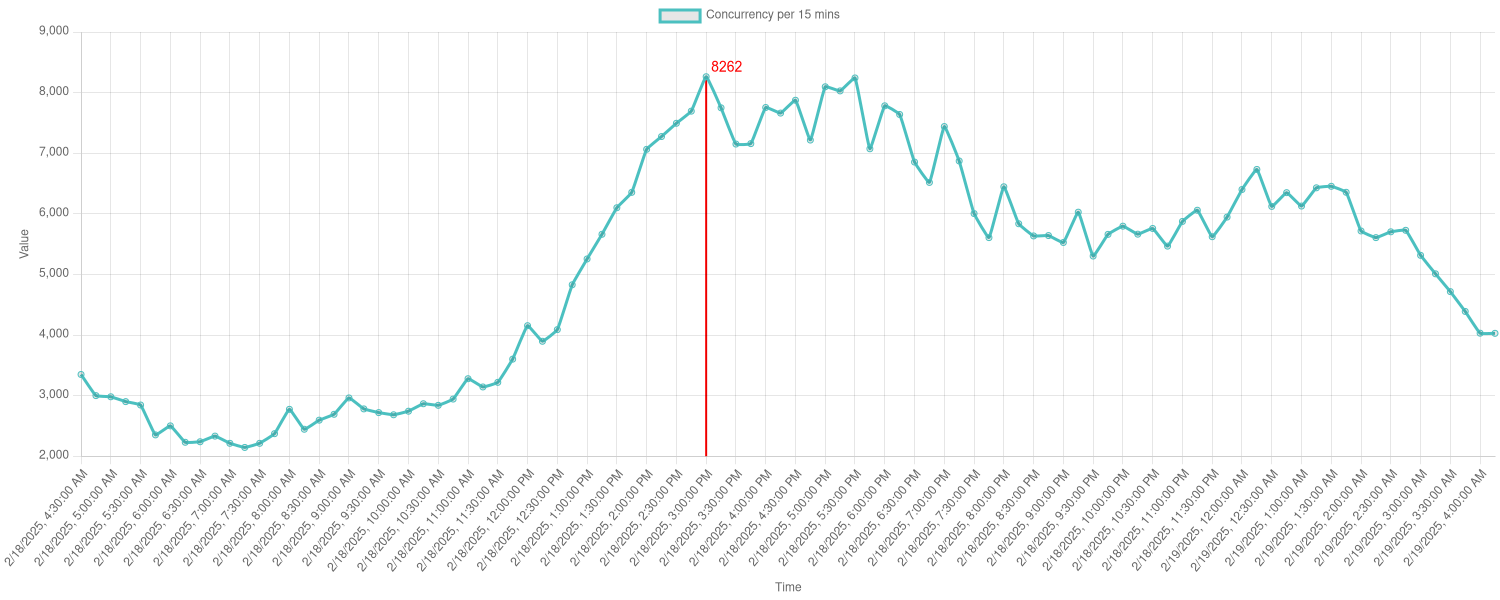 Concurrency per 15 mins
9,000
8,000
7,000
6,000
5,000
4,000
3,000
2,000
Value
8262
2/18/2025, 4:30:00 AM
2/18/2025, 5:00:00 AM
2/18/2025, 5:30:00 AM
2/18/2025, 6:00:00 AM
2/18/2025, 6:30:00 AM
2/18/2025, 7:00:00 AM
2/18/2025, 7:30:00 AM
2/18/2025, 8:00:00 AM
2/18/2025, 8:30:00 AM
2/18/2025, 9:00:00 AM
2/18/2025, 9:30:00 AM
2/18/2025, 10:00:00 AM
2/18/2025, 10:30:00 AM
2/18/2025, 11:00:00 AM
2/18/2025, 11:30:00 AM
2/18/2025, 12:00:00 PM
2/18/2025, 12:30:00 PM
2/18/2025, 1:00:00 PM
2/18/2025, 1:30:00 PM
2/18/2025, 2:00:00 PM
2/18/2025, 2:30:00 PM
2/18/2025, 3:00:00 PM
2/18/2025, 3:30:00 PM
2/18/2025, 4:00:00 PM
2/18/2025, 4:30:00 PM
2/18/2025, 5:00:00 PM
2/18/2025, 5:30:00 PM
2/18/2025, 6:00:00 PM
2/18/2025, 6:30:00 PM
2/18/2025, 7:00:00 PM
2/18/2025, 7:30:00 PM
2/18/2025, 8:00:00 PM
2/18/2025, 8:30:00 PM
2/18/2025, 9:00:00 PM
2/18/2025, 9:30:00 PM
2/18/2025, 10:00:00 PM
2/18/2025, 10:30:00 PM
2/18/2025, 11:00:00 PM
2/18/2025, 11:30:00 PM
2/19/2025, 12:00:00 AM
2/19/2025, 12:30:00 AM
2/19/2025, 1:00:00 AM
2/19/2025, 1:30:00 AM
2/19/2025, 2:00:00 AM
2/19/2025, 2:30:00 AM
2/19/2025, 3:00:00 AM
2/19/2025, 3:30:00 AM
2/19/2025, 4:00:00 AM
Time